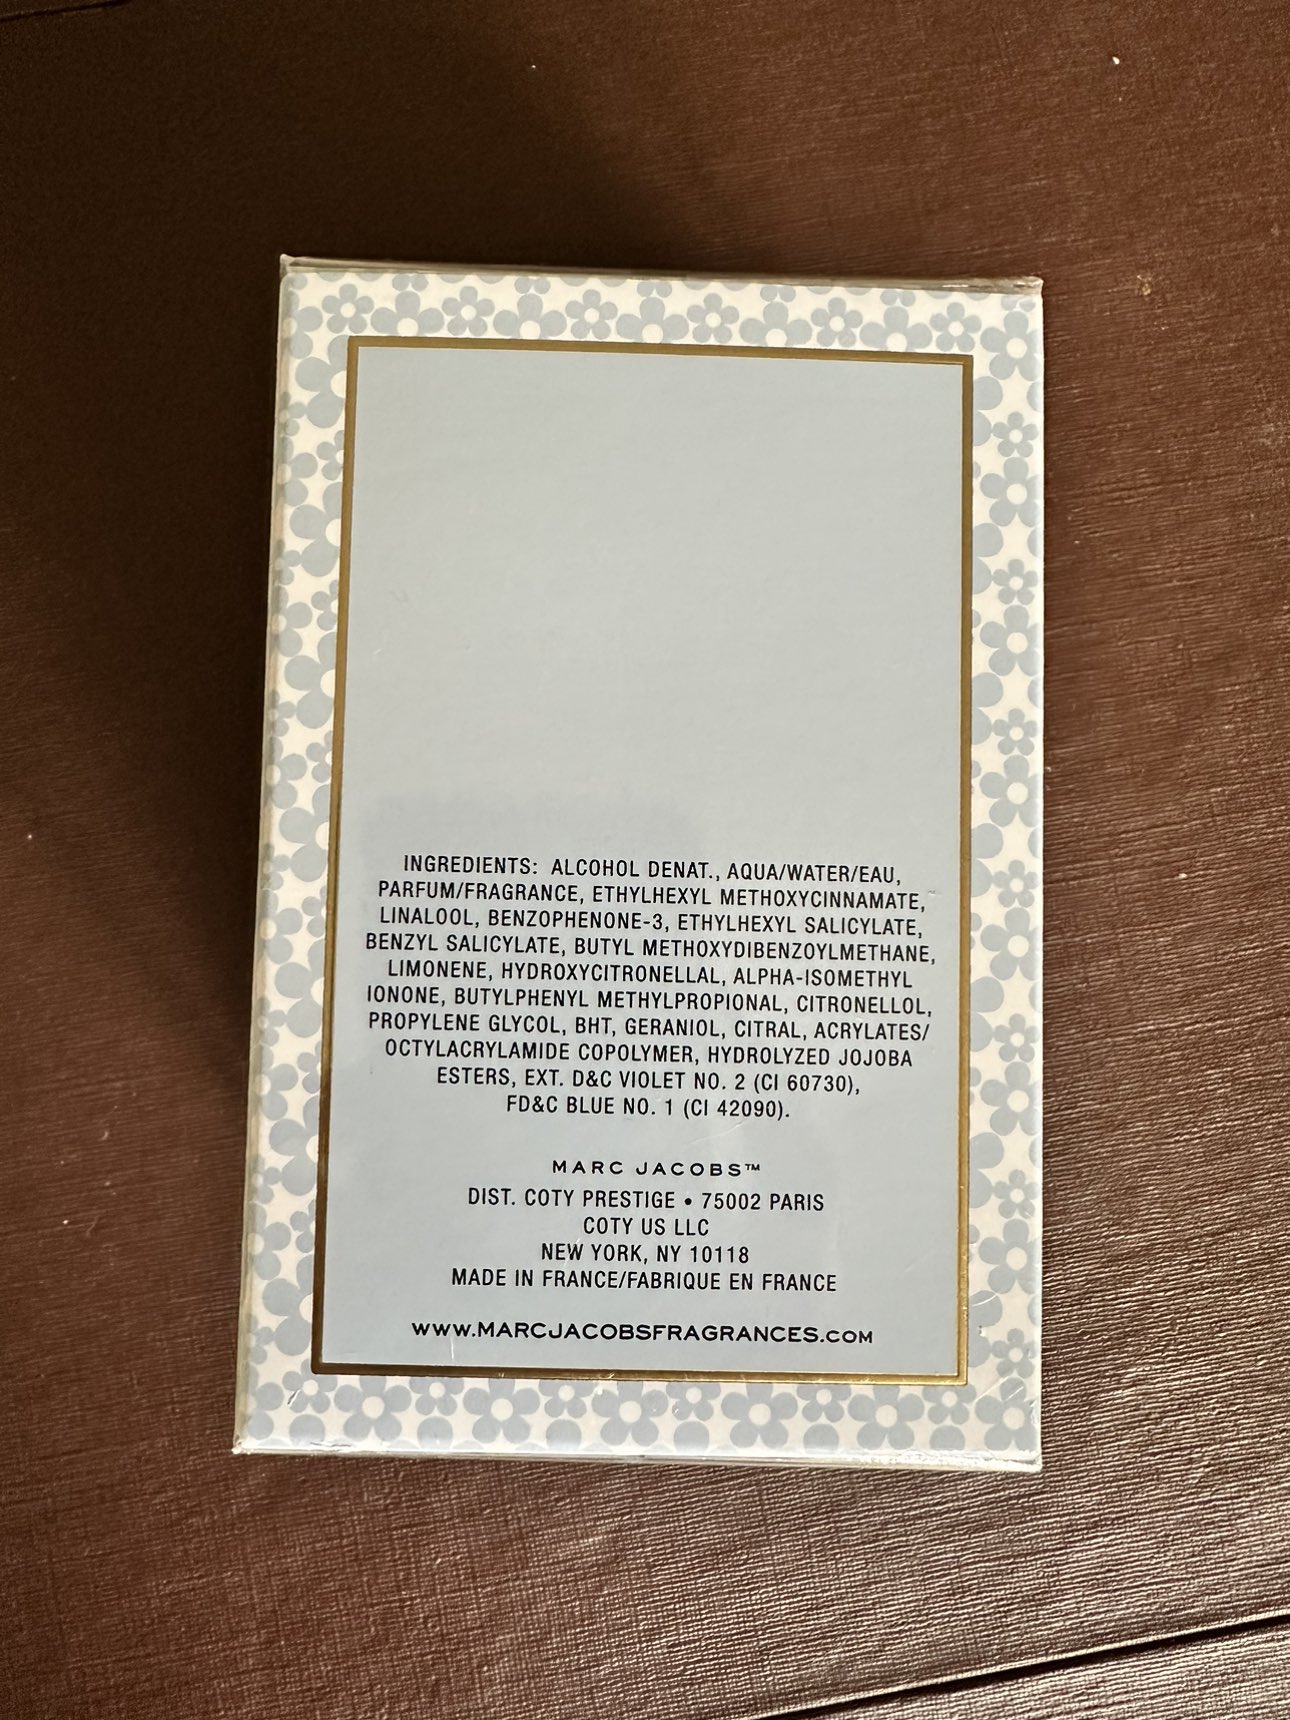 INGREDIENTS: ALCOHOL DENAT., AQUA/WATER/EAU,
PARFUM/FRAGRANCE, ETHYLHEXYL METHOXYCINNAMATE,
LINALOOL, BENZOPHENONE-3, ETHYLHEXYL SALICYLATE,
BENZYL SALICYLATE, BUTYL METHOXYDIBENZOYLMETHANE,
LIMONENE, HYDROXYCITRONELLAL, ALPHA-ISOMETHYL
IONONE, BUTYLPHENYL METHYLPROPIONAL, CITRONELLOL,
PROPYLENE GLYCOL, BHT, GERANIOL, CITRAL, ACRYLATES/
OCTYLACRYLAMIDE COPOLYMER, HYDROLYZED JOJOBA
ESTERS, EXT. D&C VIOLET NO. 2 (CI 60730),
FD&C BLUE NO. 1 (CI 42090).
MARC JACOBS™
DIST. COTY PRESTIGE • 75002 PARIS
COTY US LLC
NEW YORK, NY 10118
MADE IN FRANCE/FABRIQUE EN FRANCE
WWW.MARCJACOBSFRAGRANCES.COM